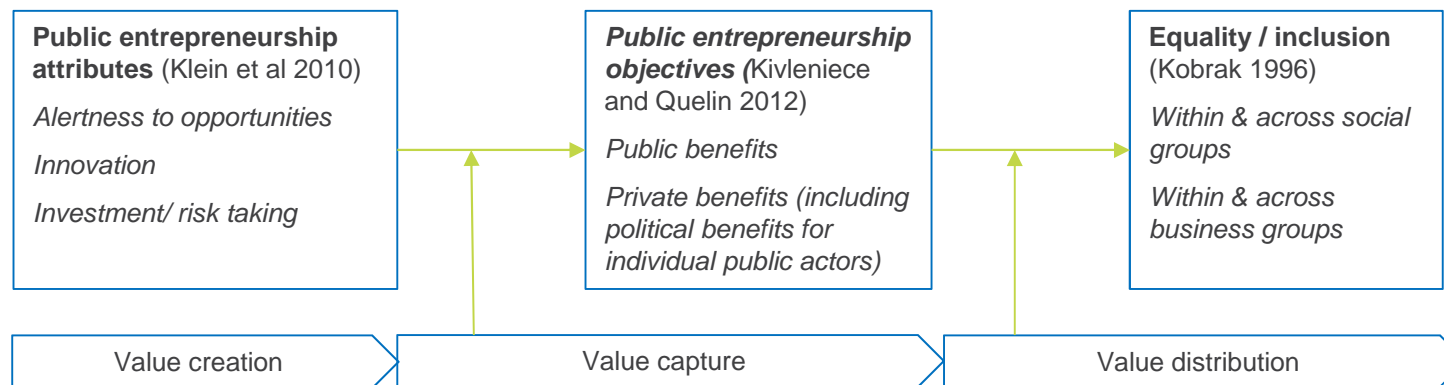 Public entrepreneurship
attributes (Klein et al 2010)
Alertness to opportunities
Innovation
Investment/ risk taking
Public entrepreneurship
objectives (Kivleniece
and Quelin 2012)
Public benefits
Private benefits (including
political benefits for
individual public actors)
Equality / inclusion
(Kobrak 1996)
Within & across social
groups
Within & across
business groups
Value creation
Value capture
Value distribution